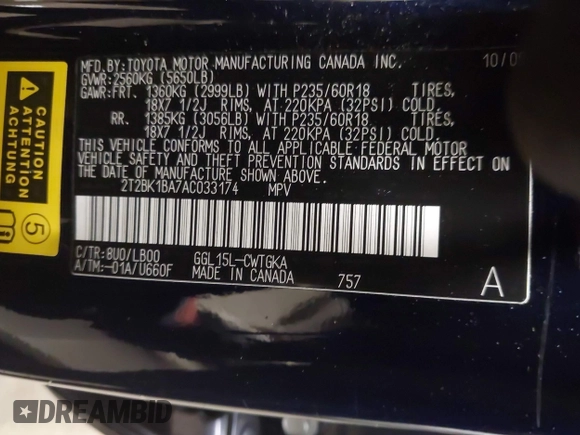 MFD. BY: TOYOTA MOTOR MANUFACTURING CANADA INC. 10/0
GVWR: 2560KG (5650LB)
GAWR: FRT. 1360KG (2999LB) WITH P235/60R18 TIRES,
18X7 1/2J RIMS, AT 220KPA (32PSI) COLD.
RR. 1385KG (3056LB) WITH P235/60R18 TIRES,
18X7 1/2J RIMS, AT 220KPA (32PSI) COLD.
THIS VEHICLE CONFORMS TO ALL APPLICABLE FEDERAL MOTOR
VEHICLE SAFETY AND THEFT PREVENTION STANDARDS IN EFFECT ON
THE DATE OF MANUFACTURE SHOWN ABOVE.
2T2BK1BA7AC033174 MPV
C/TR: 8U0/LB00 GGL15L-CWTGKA
A/TM: -01A/U660F MADE IN CANADA 757 A
CAUTION
ATTENTION
ACHTUNG
5
DREAMBID